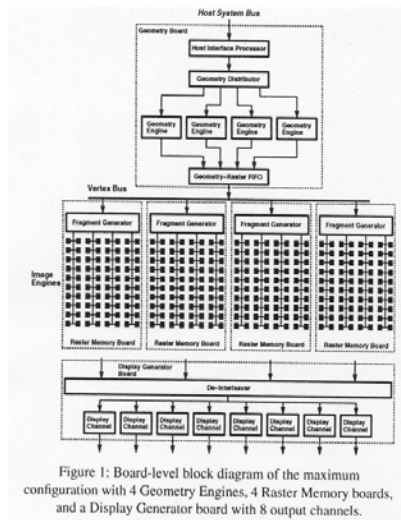 Host System Bus
Geometry Board
Host Interface Processor
Geometry Distributor
Geometry Engine
Geometry Engine
Geometry Engine
Geometry Engine
Geometry-Raster FIFO
Vertex Bus
Fragment Generator
Fragment Generator
Fragment Generator
Fragment Generator
Image
Engines
Raster Memory Board
Raster Memory Board
Raster Memory Board
Raster Memory Board
Display Generator
Board
De-Interleaver
Display Channel
Display Channel
Display Channel
Display Channel
Display Channel
Display Channel
Display Channel
Display Channel
Figure 1: Board-level block diagram of the maximum
configuration with 4 Geometry Engines, 4 Raster Memory boards,
and a Display Generator board with 8 output channels.